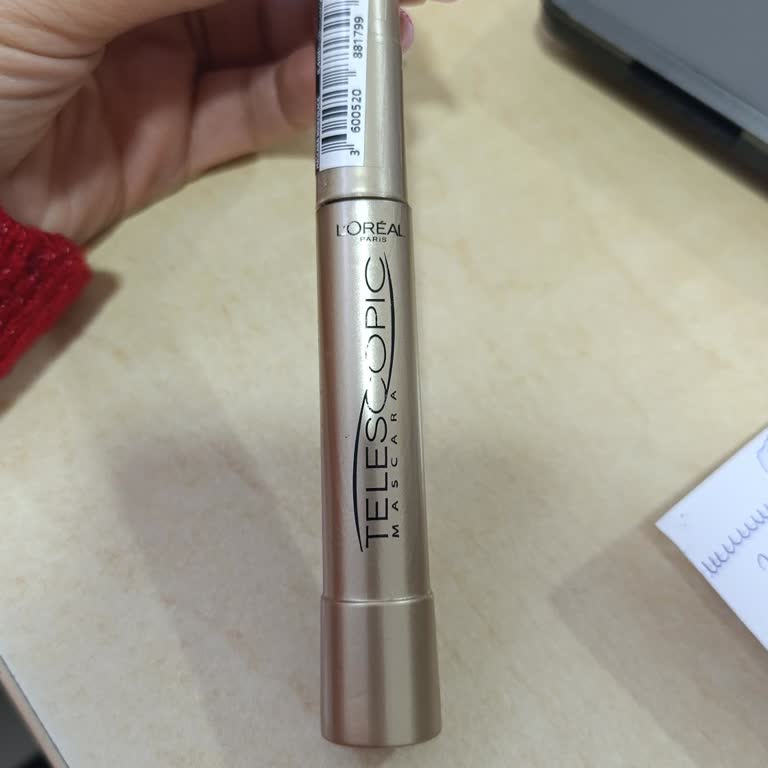 3 600520 881799
L'ORÉAL
PARIS
TELESCOPIC
MASCARA